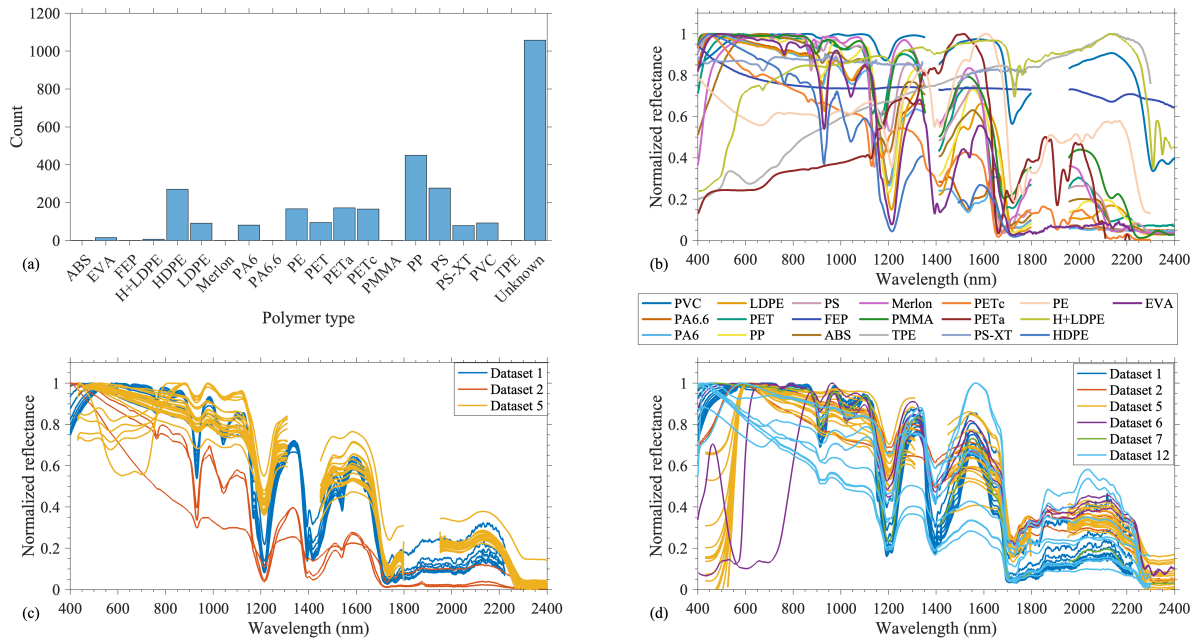 1200
1000
800
600
400
200
0
Count
ABS
EVA
FEP
H+LDPE
HDPE
LDPE
Merlon
PA6
PA6.6
PE
PET
PETa
PETc
PMMA
PP
PS
PS-XT
PVC
TPE
Unknown
Polymer type
(a)
1
0.8
0.6
0.4
0.2
0
Normalized reflectance
400 600 800 1000 1200 1400 1600 1800 2000 2200 2400
Wavelength (nm)
(b)
PVC LDPE PS Merlon PETc PE EVA
PA6.6 PET FEP PMMA PETa H+LDPE
PA6 PP ABS TPE PS-XT HDPE
1
0.8
0.6
0.4
0.2
0
Normalized reflectance
Dataset 1
Dataset 2
Dataset 5
400 600 800 1000 1200 1400 1600 1800 2000 2200 2400
Wavelength (nm)
(c)
1
0.8
0.6
0.4
0.2
0
Normalized reflectance
Dataset 1
Dataset 2
Dataset 5
Dataset 6
Dataset 7
Dataset 12
400 600 800 1000 1200 1400 1600 1800 2000 2200 2400
Wavelength (nm)
(d)